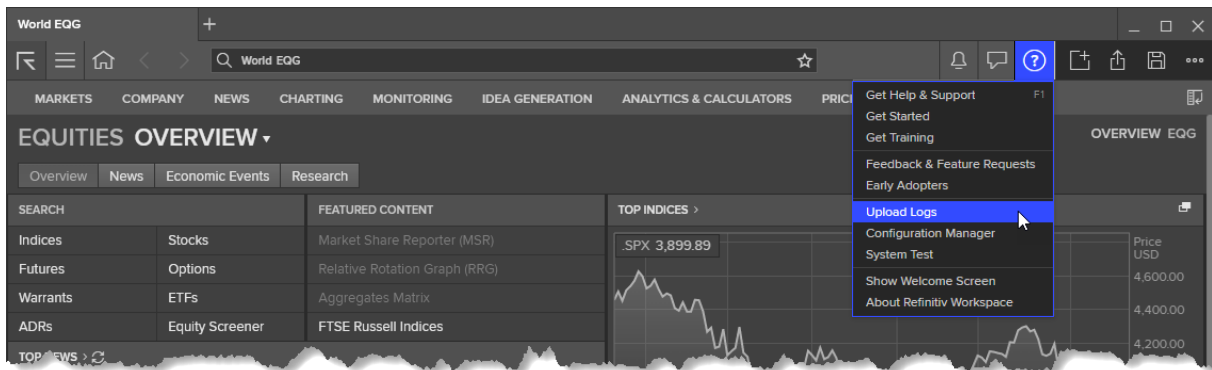 World EQG
World EQG
MARKETS COMPANY NEWS CHARTING MONITORING IDEA GENERATION ANALYTICS & CALCULATORS
Get Help & Support F1
Get Started
Get Training
Feedback & Feature Requests
Early Adopters
Upload Logs
Configuration Manager
System Test
Show Welcome Screen
About Refinitiv Workspace
EQUITIES OVERVIEW
OVERVIEW EQG
Overview News Economic Events Research
SEARCH
Indices Stocks
Futures Options
Warrants ETFs
ADRs Equity Screener
FEATURED CONTENT
Market Share Reporter (MSR)
Relative Rotation Graph (RRG)
Aggregates Matrix
FTSE Russell Indices
TOP INDICES >
.SPX 3,899.89
Price
USD
4,600.00
4,400.00
4,200.00